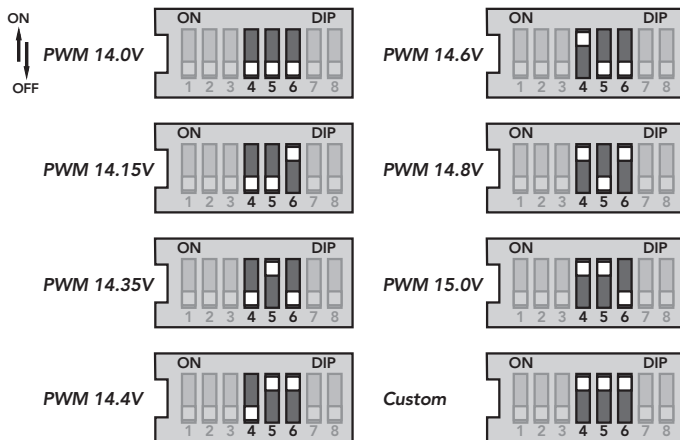 ON
OFF
PWM 14.0V
ON DIP
1 2 3 4 5 6 7 8
PWM 14.6V
ON DIP
1 2 3 4 5 6 7 8
PWM 14.15V
ON DIP
1 2 3 4 5 6 7 8
PWM 14.8V
ON DIP
1 2 3 4 5 6 7 8
PWM 14.35V
ON DIP
1 2 3 4 5 6 7 8
PWM 15.0V
ON DIP
1 2 3 4 5 6 7 8
PWM 14.4V
ON DIP
1 2 3 4 5 6 7 8
Custom
ON DIP
1 2 3 4 5 6 7 8